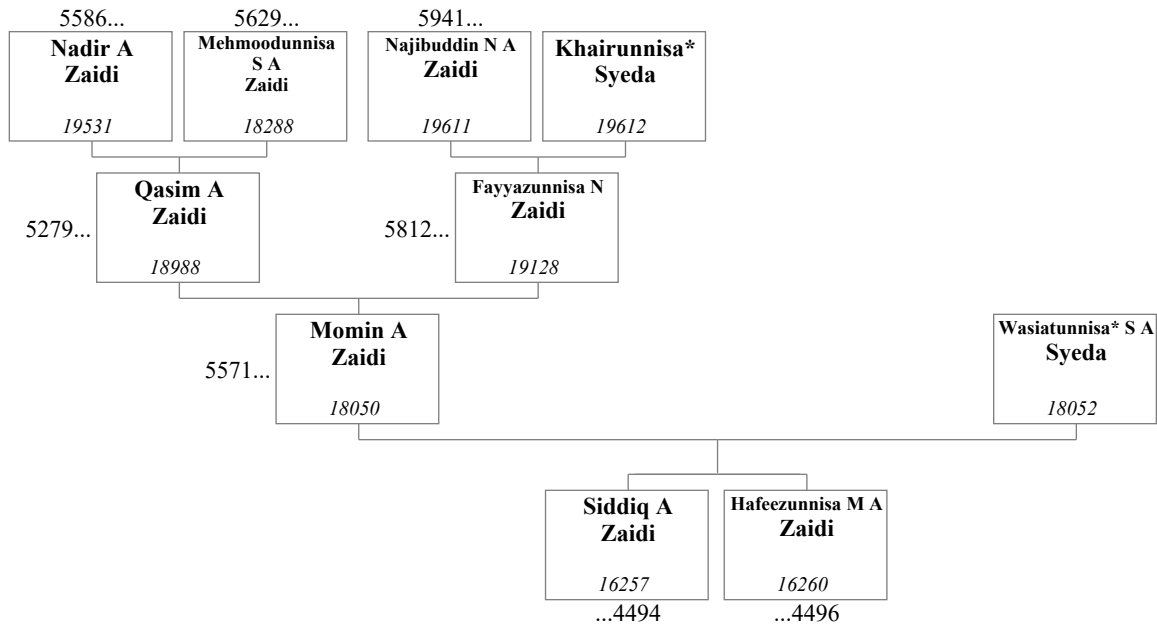 5586...
5629...
5941...
Nadir A
Zaidi
19531
Mehmoodunnisa
S A
Zaidi
18288
Najibuddin N A
Zaidi
19611
Khairunnisa*
Syeda
19612
5279...
Qasim A
Zaidi
18988
5812...
Fayyazunnisa N
Zaidi
19128
5571...
Momin A
Zaidi
18050
Wasiatunnisa* S A
Syeda
18052
Siddiq A
Zaidi
16257
...4494
Hafeezunnisa M A
Zaidi
16260
...4496